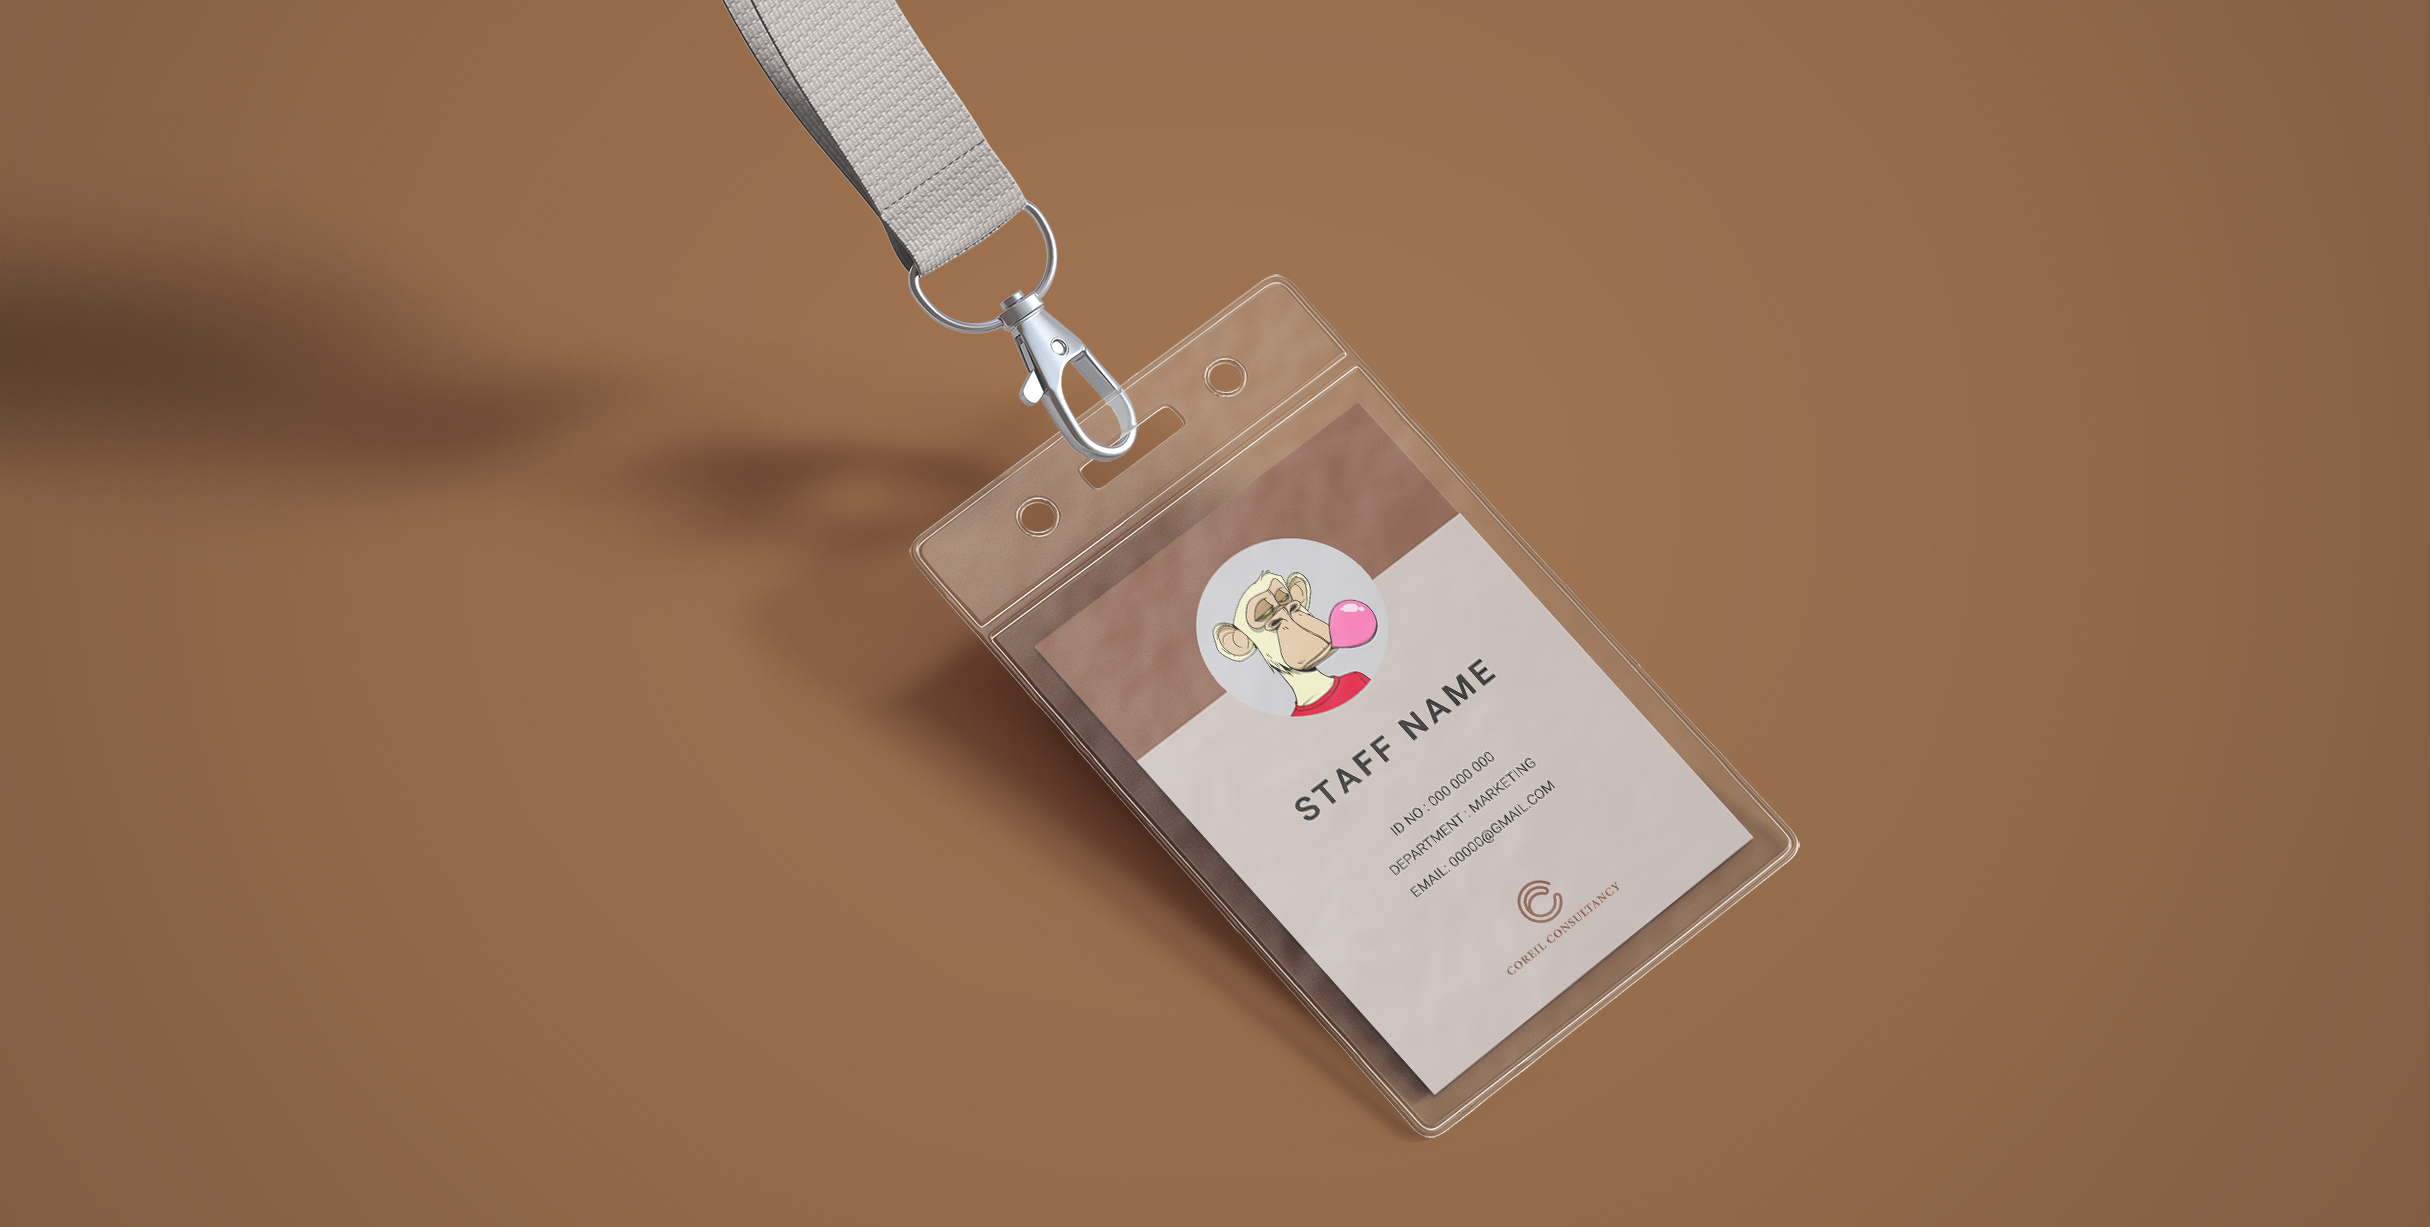 STAFF NAME
ID NO : 000 000 000
DEPARTMENT : MARKETING
EMAIL: 00000@GMAIL.COM
COREIL CONSULTANCY